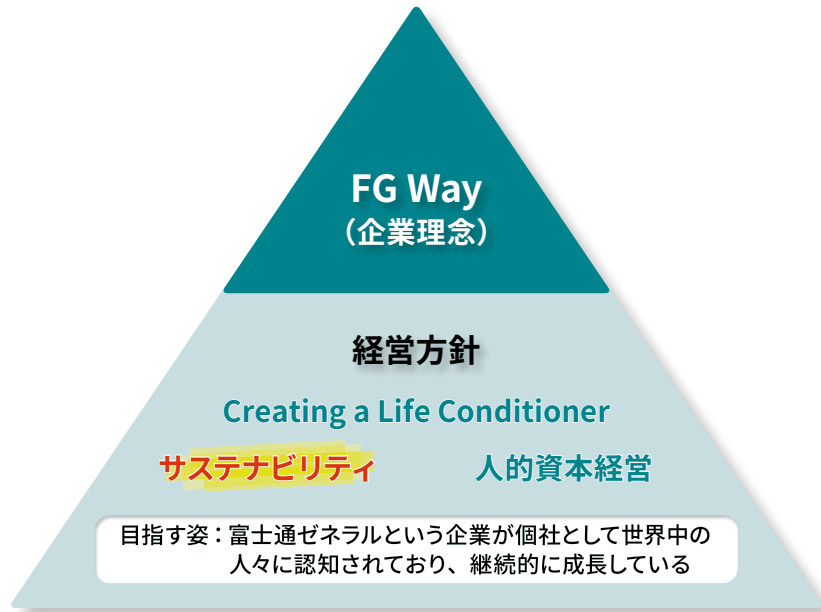 FG Way
（企業理念）
経営方針
Creating a Life Conditioner
サステナビリティ
人的資本経営
目指す姿：富士通ゼネラルという企業が個社として世界中の
人々に認知されており、継続的に成長している